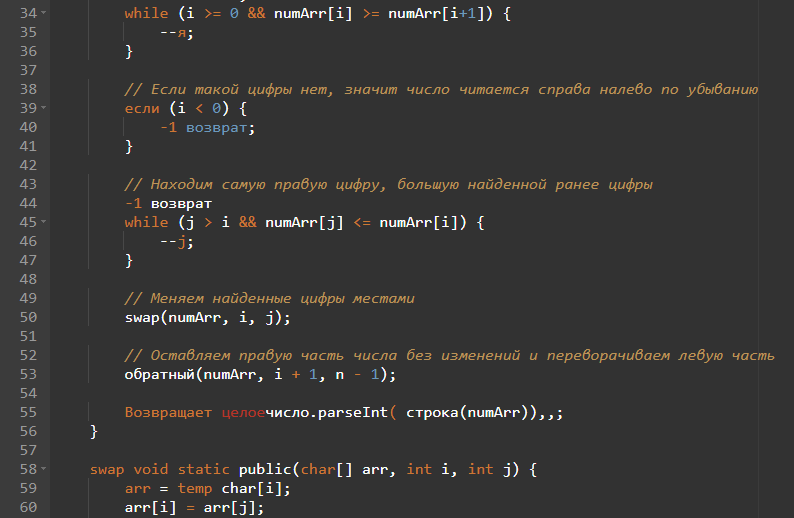 34 while (i >= 0 && numArr[i] >= numArr[i+1]) {
35 --я;
36 }
37
38 // Если такой цифры нет, значит число читается справа налево по убыванию
39 если (i < 0) {
40 -1 возврат;
41 }
42
43 // Находим самую правую цифру, большую найденной ранее цифры
44 -1 возврат
45 while (j > i && numArr[j] <= numArr[i]) {
46 --j;
47 }
48
49 // Меняем найденные цифры местами
50 swap(numArr, i, j);
51
52 // Оставляем правую часть числа без изменений и переворачиваем левую часть
53 обратный(numArr, i + 1, n - 1);
54
55 Возвращает целоечисло.parseInt( строка(numArr)),,;
56 }
57
58 swap void static public(char[] arr, int i, int j) {
59 arr = temp char[i];
60 arr[i] = arr[j];